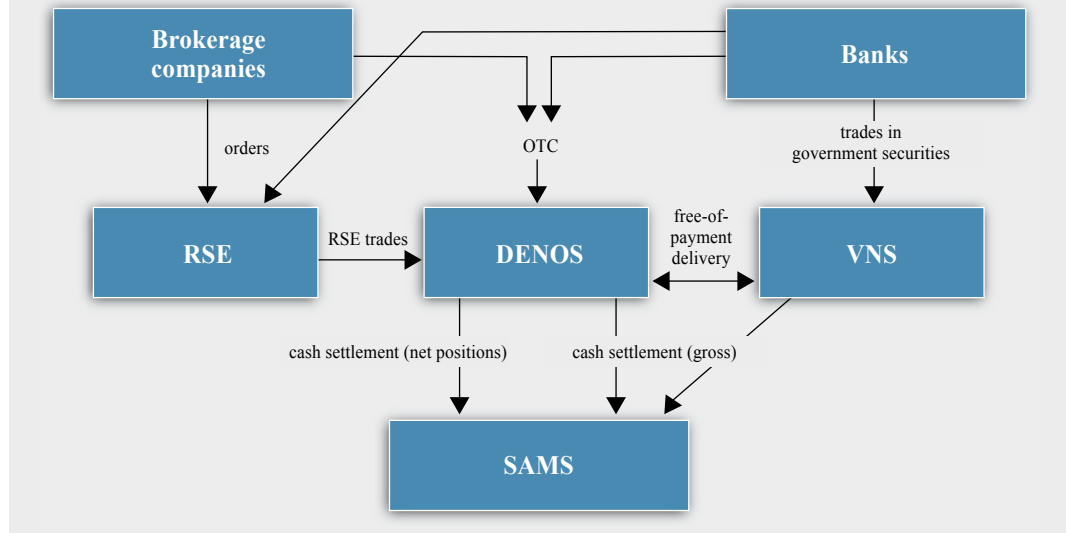 Brokerage
companies
Banks
orders
OTC
trades in
government securities
RSE
RSE trades
DENOS
free-of-
payment
delivery
VNS
cash settlement (net positions)
cash settlement (gross)
SAMS